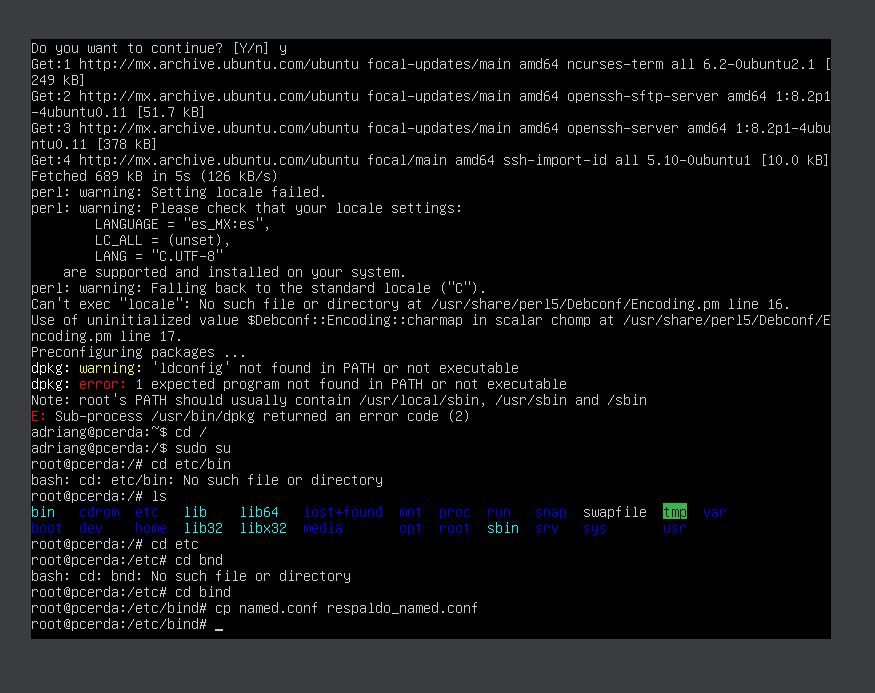 Do you want to continue? [Y/n] y
Get:1 http://mx.archive.ubuntu.com/ubuntu focal-updates/main amd64 ncurses-term all 6.2-0ubuntu2.1 [
249 kB]
Get:2 http://mx.archive.ubuntu.com/ubuntu focal-updates/main amd64 openssh-sftp-server amd64 1:8.2p1
-4ubuntu0.11 [51.7 kB]
Get:3 http://mx.archive.ubuntu.com/ubuntu focal-updates/main amd64 openssh-server amd64 1:8.2p1-4ubu
ntu0.11 [378 kB]
Get:4 http://mx.archive.ubuntu.com/ubuntu focal/main amd64 ssh-import-id all 5.10-0ubuntu1 [10.0 kB]
Fetched 689 kB in 5s (126 kB/s)
perl: warning: Setting locale failed.
perl: warning: Please check that your locale settings:
        LANGUAGE = "es_MX:es",
        LC_ALL = (unset),
        LANG = "C.UTF-8"
    are supported and installed on your system.
perl: warning: Falling back to the standard locale ("C").
Can't exec "locale": No such file or directory at /usr/share/perl5/Debconf/Encoding.pm line 16.
Use of uninitialized value $Debconf::Encoding::charmap in scalar chomp at /usr/share/perl5/Debconf/E
ncoding.pm line 17.
Preconfiguring packages ...
dpkg: warning: 'ldconfig' not found in PATH or not executable
dpkg: error: 1 expected program not found in PATH or not executable
Note: root's PATH should usually contain /usr/local/sbin, /usr/sbin and /sbin
E: Sub-process /usr/bin/dpkg returned an error code (2)
adriang@pcerda:~$ cd /
adriang@pcerda:/$ sudo su
root@pcerda:/# cd etc/bin
bash: cd: etc/bin: No such file or directory
root@pcerda:/# ls
bin   cdrom  etc   lib    lib64   lost+found  mnt  proc  run   snap  swapfile  tmp  var
boot  dev    home  lib32  libx32  media       opt  root  sbin  srv   sys       usr
root@pcerda:/# cd etc
root@pcerda:/etc# cd bnd
bash: cd: bnd: No such file or directory
root@pcerda:/etc# cd bind
root@pcerda:/etc/bind# cp named.conf respaldo_named.conf
root@pcerda:/etc/bind# _